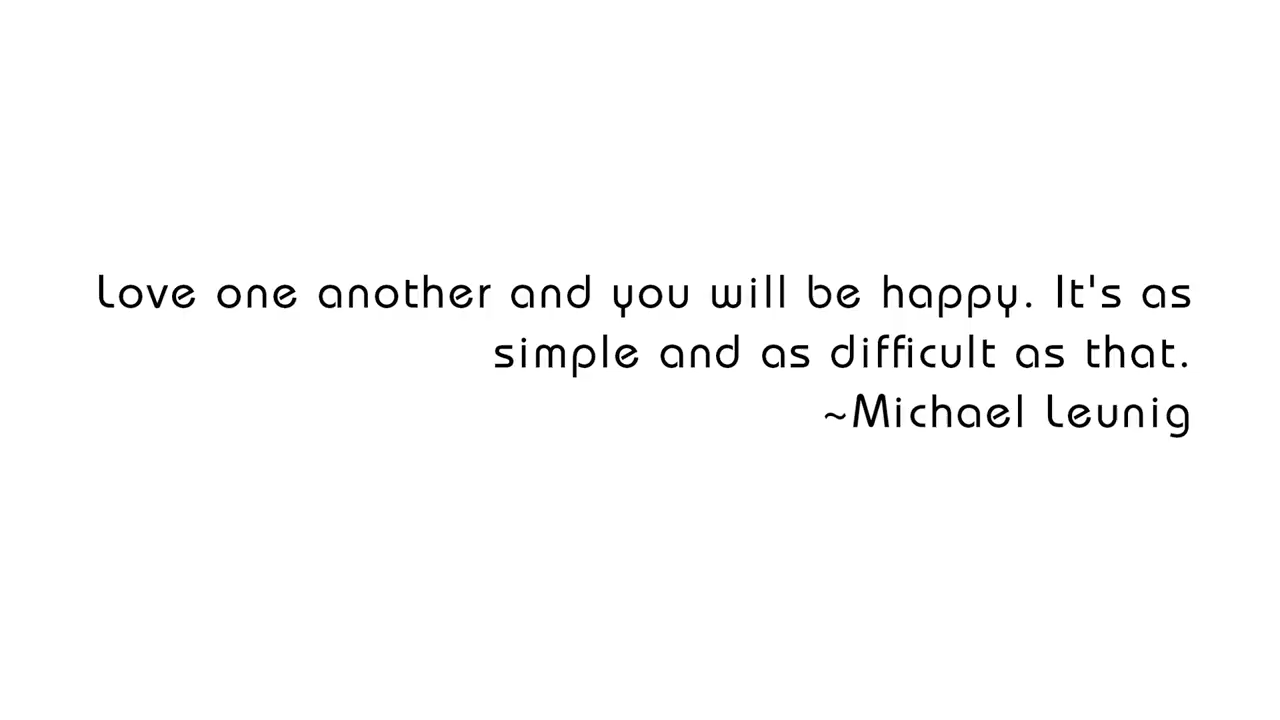 Love one another and you will be happy. It's as
simple and as difficult as that.
~Michael Leunig